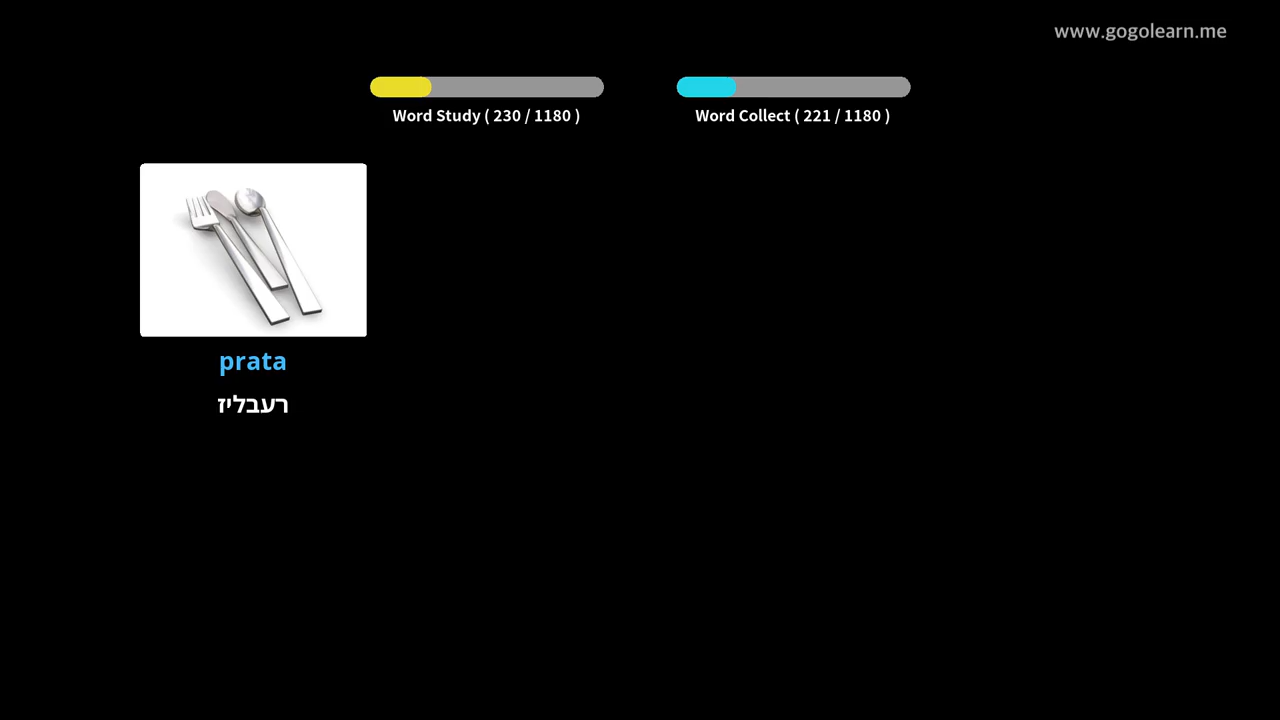 www.gogolearn.me
Word Study ( 230 / 1180 )
Word Collect ( 221 / 1180 )
prata
רעבליז